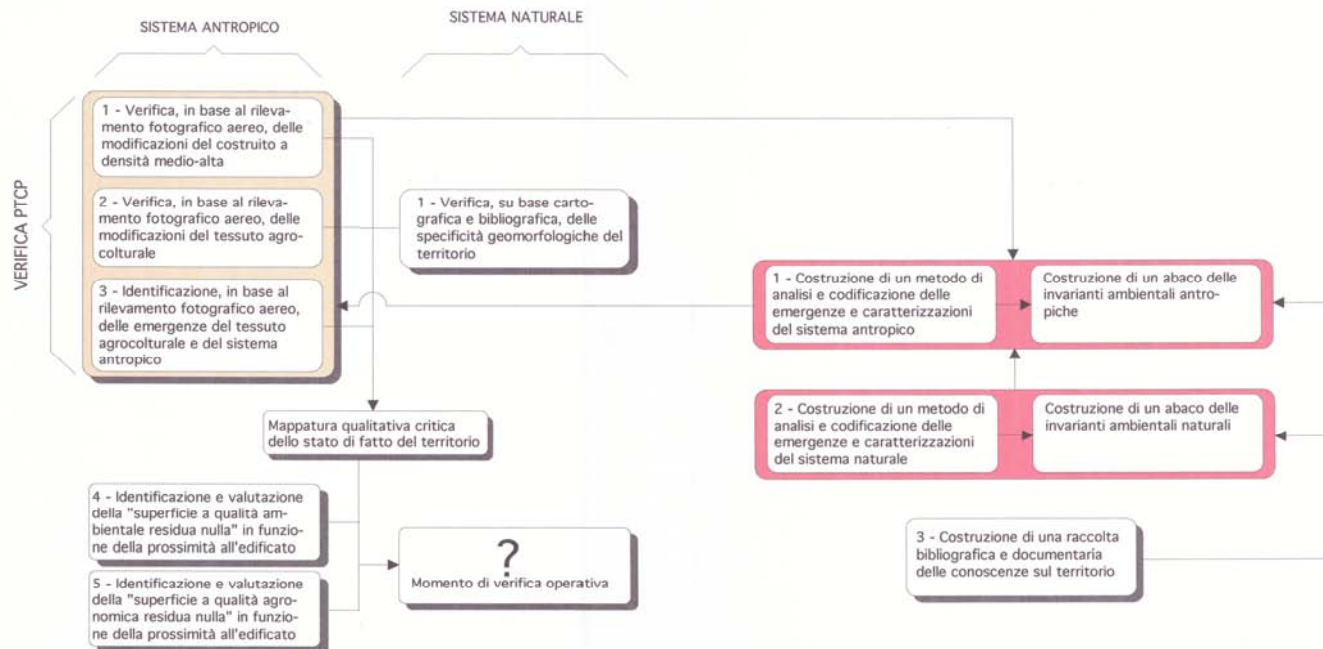 SISTEMA ANTROPICO
SISTEMA NATURALE
VERIFICA PTCP
1 - Verifica, in base al rileva-
mento fotografico aereo, delle
modificazioni del costruito a
densità medio-alta
2 - Verifica, in base al rileva-
mento fotografico aereo, delle
modificazioni del tessuto agro-
colturale
3 - Identificazione, in base al
rilevamento fotografico aereo,
delle emergenze del tessuto
agrocolturale e del sistema
antropico
1 - Verifica, su base carto-
grafica e bibliografica, delle
specificità geomorfologiche del
territorio
Mappatura qualitativa critica
dello stato di fatto del territorio
4 - Identificazione e valutazione
della "superficie a qualità am-
bientale residua nulla" in funzio-
ne della prossimità all'edificato
5 - Identificazione e valutazione
della "superficie a qualità agro-
nomica residua nulla" in funzio-
ne della prossimità all'edificato
?
Momento di verifica operativa
1 - Costruzione di un metodo di
analisi e codificazione delle
emergenze e caratterizzazioni
del sistema antropico
Costruzione di un abaco delle
invarianti ambientali antro-
piche
2 - Costruzione di un metodo di
analisi e codificazione delle
emergenze e caratterizzazioni
del sistema naturale
Costruzione di un abaco delle
invarianti ambientali naturali
3 - Costruzione di una raccolta
bibliografica e documentaria
delle conoscenze sul territorio